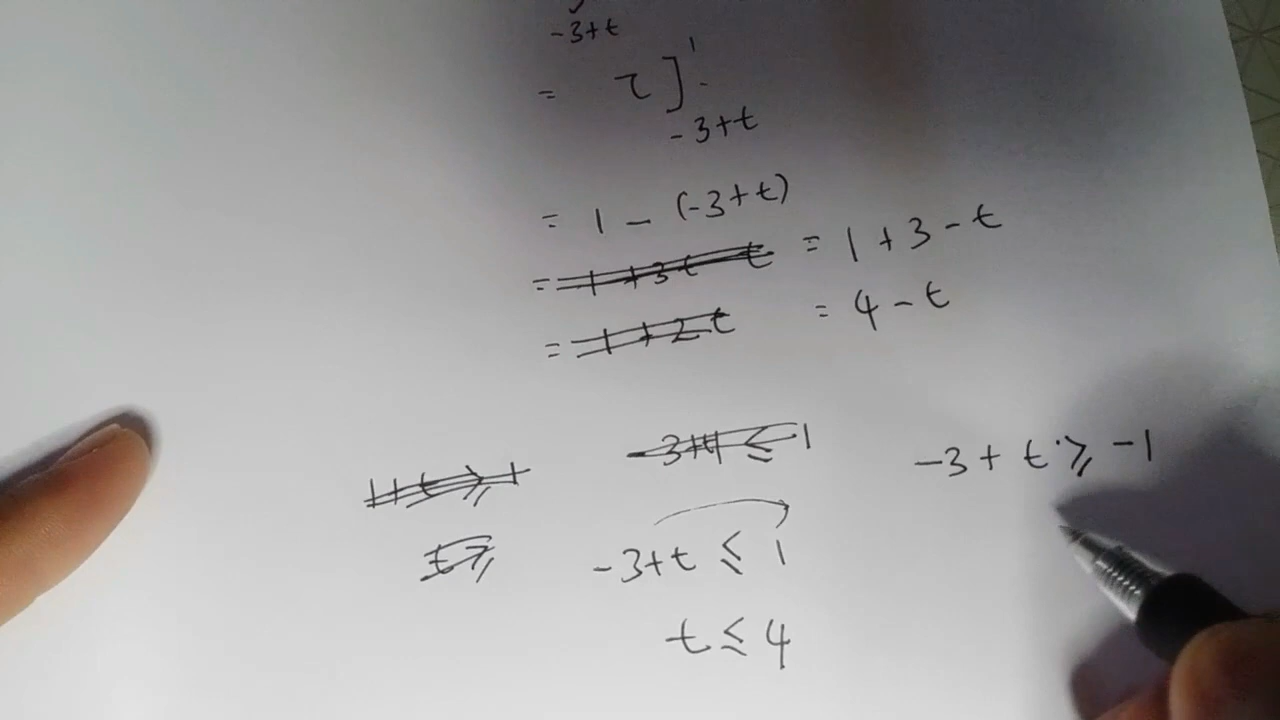 -3+t
= τ]¹
-3+t
= 1 - (-3+t)
= 1+3-t
= 4-t
-3+t ≥ -1
-3+t ≤ 1
t ≤ 4